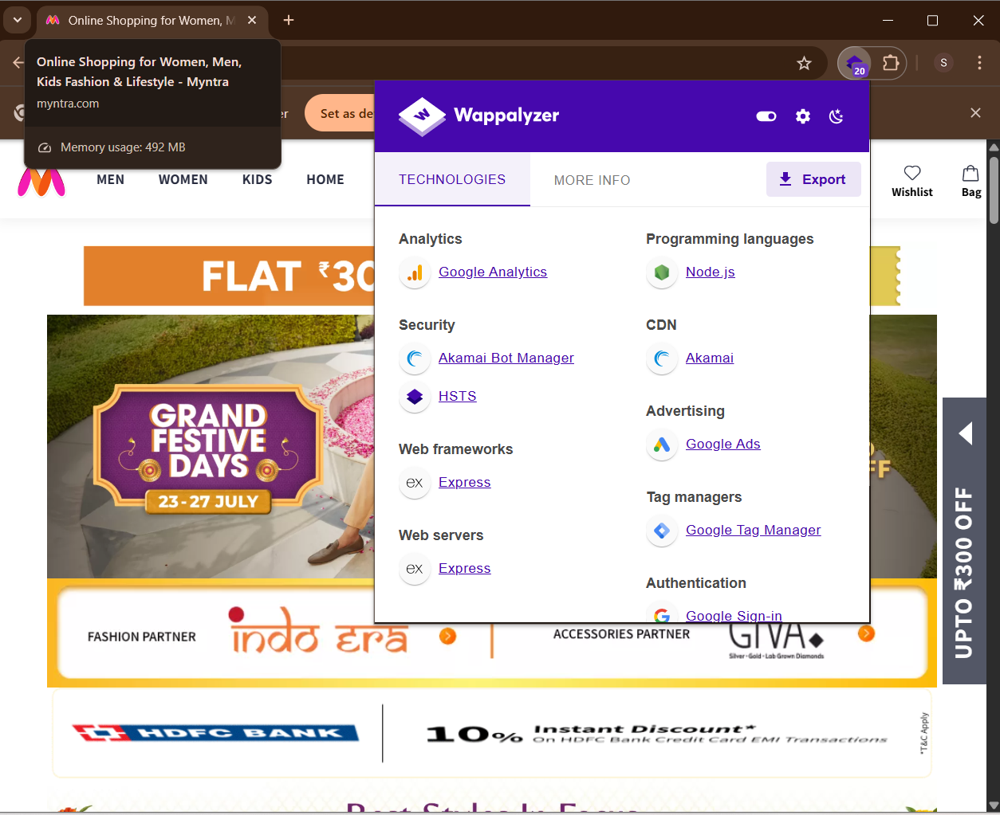 Online Shopping for Women, M
Online Shopping for Women, Men,
Kids Fashion & Lifestyle - Myntra
myntra.com
Memory usage: 492 MB
Set as de
20
S
Wappalyzer
TECHNOLOGIES
MORE INFO
Export
MEN
WOMEN
KIDS
HOME
Wishlist
Bag
Analytics
Google Analytics
Security
Akamai Bot Manager
HSTS
Web frameworks
ex
Express
Web servers
ex
Express
Programming languages
Node.js
CDN
Akamai
Advertising
Google Ads
Tag managers
Google Tag Manager
Authentication
Google Sign-in
FLAT ₹30
GRAND
FESTIVE
DAYS
23-27 JULY
FF
UPTO ₹300 OFF
FASHION PARTNER
indo era
ACCESSORIES PARTNER
GIVA
Silver • Gold • Lab Grown Diamonds
HDFC BANK
10% Instant Discount*
On HDFC Bank Credit Card EMI Transactions
*T&C Apply
Best Styles In Focus